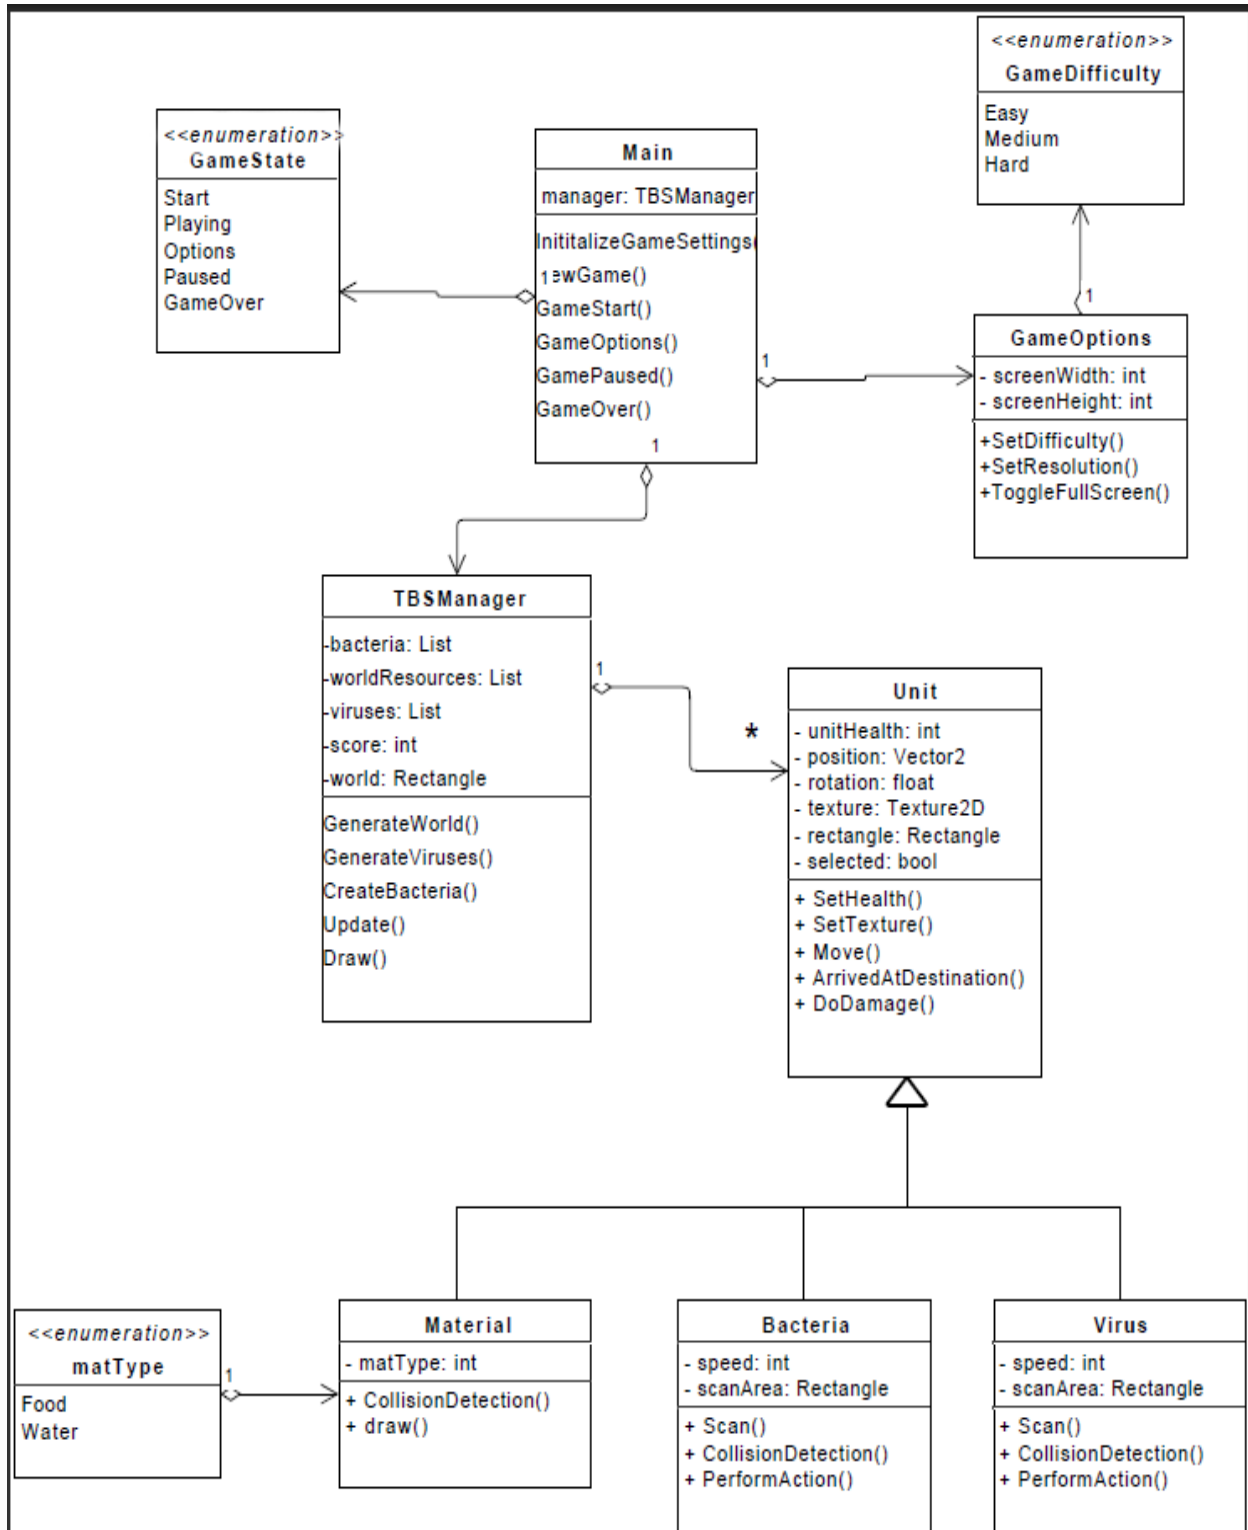 <<enumeration>>
GameDifficulty
Easy
Medium
Hard
<<enumeration>>
GameState
Start
Playing
Options
Paused
GameOver
Main
manager: TBSManager
InititalizeGameSettings(
1
ewGame()
GameStart()
GameOptions()
GamePaused()
GameOver()
1
1
1
GameOptions
- screenWidth: int
- screenHeight: int
+SetDifficulty()
+SetResolution()
+ToggleFullScreen()
TBSManager
-bacteria: List
-worldResources: List
-viruses: List
-score: int
-world: Rectangle
GenerateWorld()
GenerateViruses()
CreateBacteria()
Update()
Draw()
1
*
Unit
- unitHealth: int
- position: Vector2
- rotation: float
- texture: Texture2D
- rectangle: Rectangle
- selected: bool
+ SetHealth()
+ SetTexture()
+ Move()
+ ArrivedAtDestination()
+ DoDamage()
<<enumeration>>
matType
Food
Water
1
Material
- matType: int
+ CollisionDetection()
+ draw()
Bacteria
- speed: int
- scanArea: Rectangle
+ Scan()
+ CollisionDetection()
+ PerformAction()
Virus
- speed: int
- scanArea: Rectangle
+ Scan()
+ CollisionDetection()
+ PerformAction()